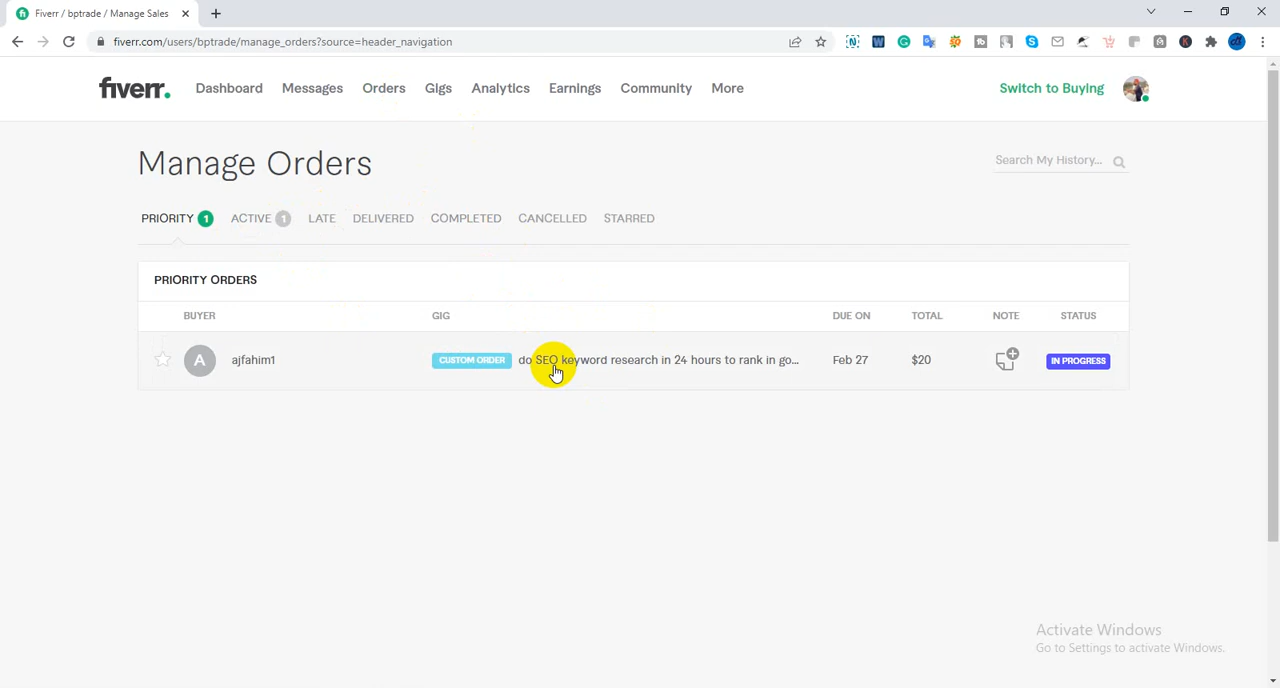 Fiverr / bptrade / Manage Sales
fiverr.com/users/bptrade/manage_orders?source=header_navigation
fiverr. Dashboard Messages Orders Gigs Analytics Earnings Community More Switch to Buying
Manage Orders
Search My History...
PRIORITY 1 ACTIVE 1 LATE DELIVERED COMPLETED CANCELLED STARRED
PRIORITY ORDERS
BUYER GIG DUE ON TOTAL NOTE STATUS
A ajfahim1 CUSTOM ORDER do SEO keyword research in 24 hours to rank in go... Feb 27 $20 IN PROGRESS
Activate Windows
Go to Settings to activate Windows.